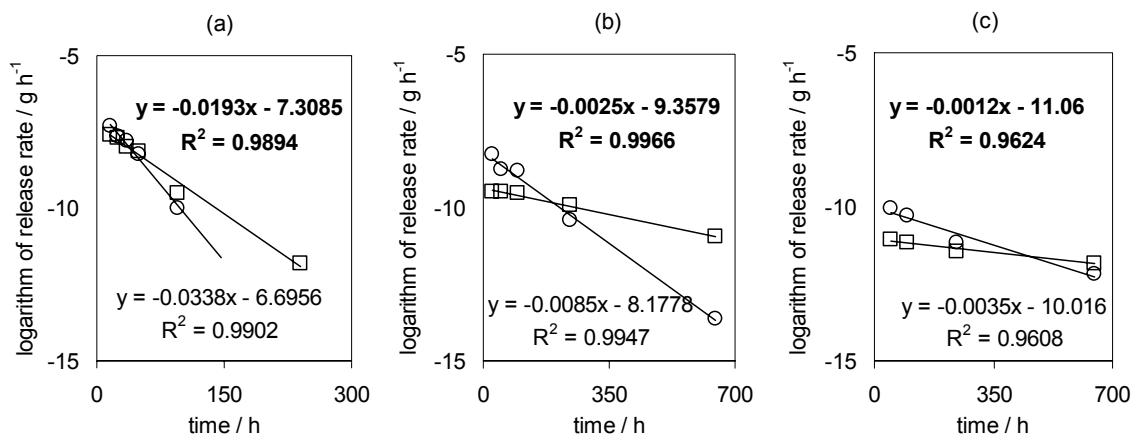 (a)
logarithm of release rate / g h⁻¹
-5
-10
-15
y = -0.0193x - 7.3085
R² = 0.9894
y = -0.0338x - 6.6956
R² = 0.9902
0 150 300
time / h
(b)
logarithm of release rate / g h⁻¹
-5
-10
-15
y = -0.0025x - 9.3579
R² = 0.9966
y = -0.0085x - 8.1778
R² = 0.9947
0 350 700
time / h
(c)
logarithm of release rate / g h⁻¹
-5
-10
-15
y = -0.0012x - 11.06
R² = 0.9624
y = -0.0035x - 10.016
R² = 0.9608
0 350 700
time / h